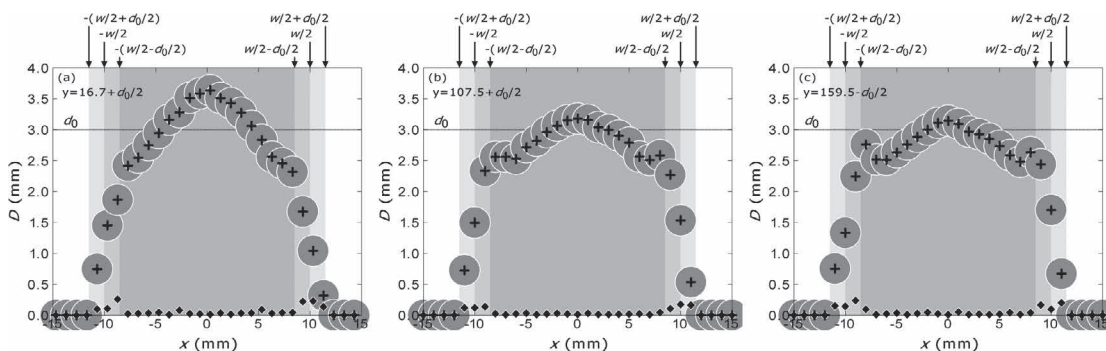 -(w/2+d₀/2) w/2+d₀/2
-w/2 w/2
-(w/2-d₀/2) w/2-d₀/2
4.0 (a)
y=16.7+d₀/2
3.5
d₀
3.0
2.5
2.0
1.5
1.0
0.5
0.0
D (mm)
-15 -10 -5 0 5 10 15
x (mm)
-(w/2+d₀/2) w/2+d₀/2
-w/2 w/2
-(w/2-d₀/2) w/2-d₀/2
4.0 (b)
y=107.5+d₀/2
3.5
d₀
3.0
2.5
2.0
1.5
1.0
0.5
0.0
D (mm)
-15 -10 -5 0 5 10 15
x (mm)
-(w/2+d₀/2) w/2+d₀/2
-w/2 w/2
-(w/2-d₀/2) w/2-d₀/2
4.0 (c)
y=159.5-d₀/2
3.5
d₀
3.0
2.5
2.0
1.5
1.0
0.5
0.0
D (mm)
-15 -10 -5 0 5 10 15
x (mm)